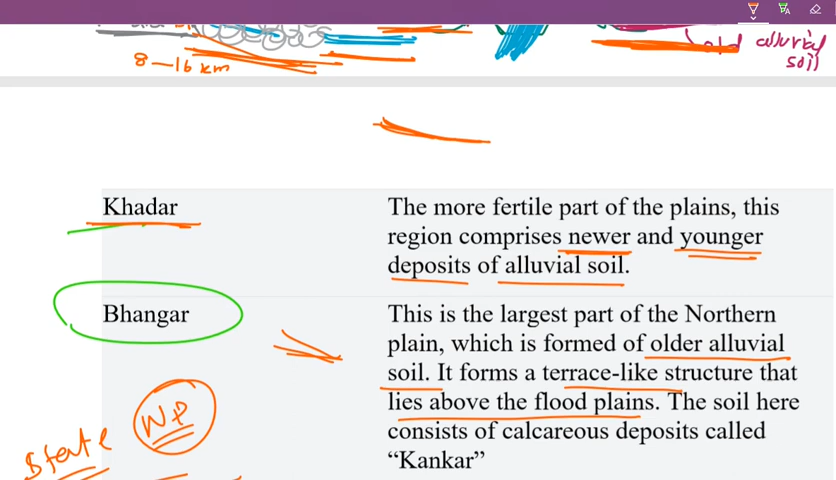 old alluvial
8-16 km
soil
Khadar
The more fertile part of the plains, this
region comprises newer and younger
deposits of alluvial soil.
Bhangar
This is the largest part of the Northern
plain, which is formed of older alluvial
soil. It forms a terrace-like structure that
lies above the flood plains. The soil here
consists of calcareous deposits called
“Kankar”
State